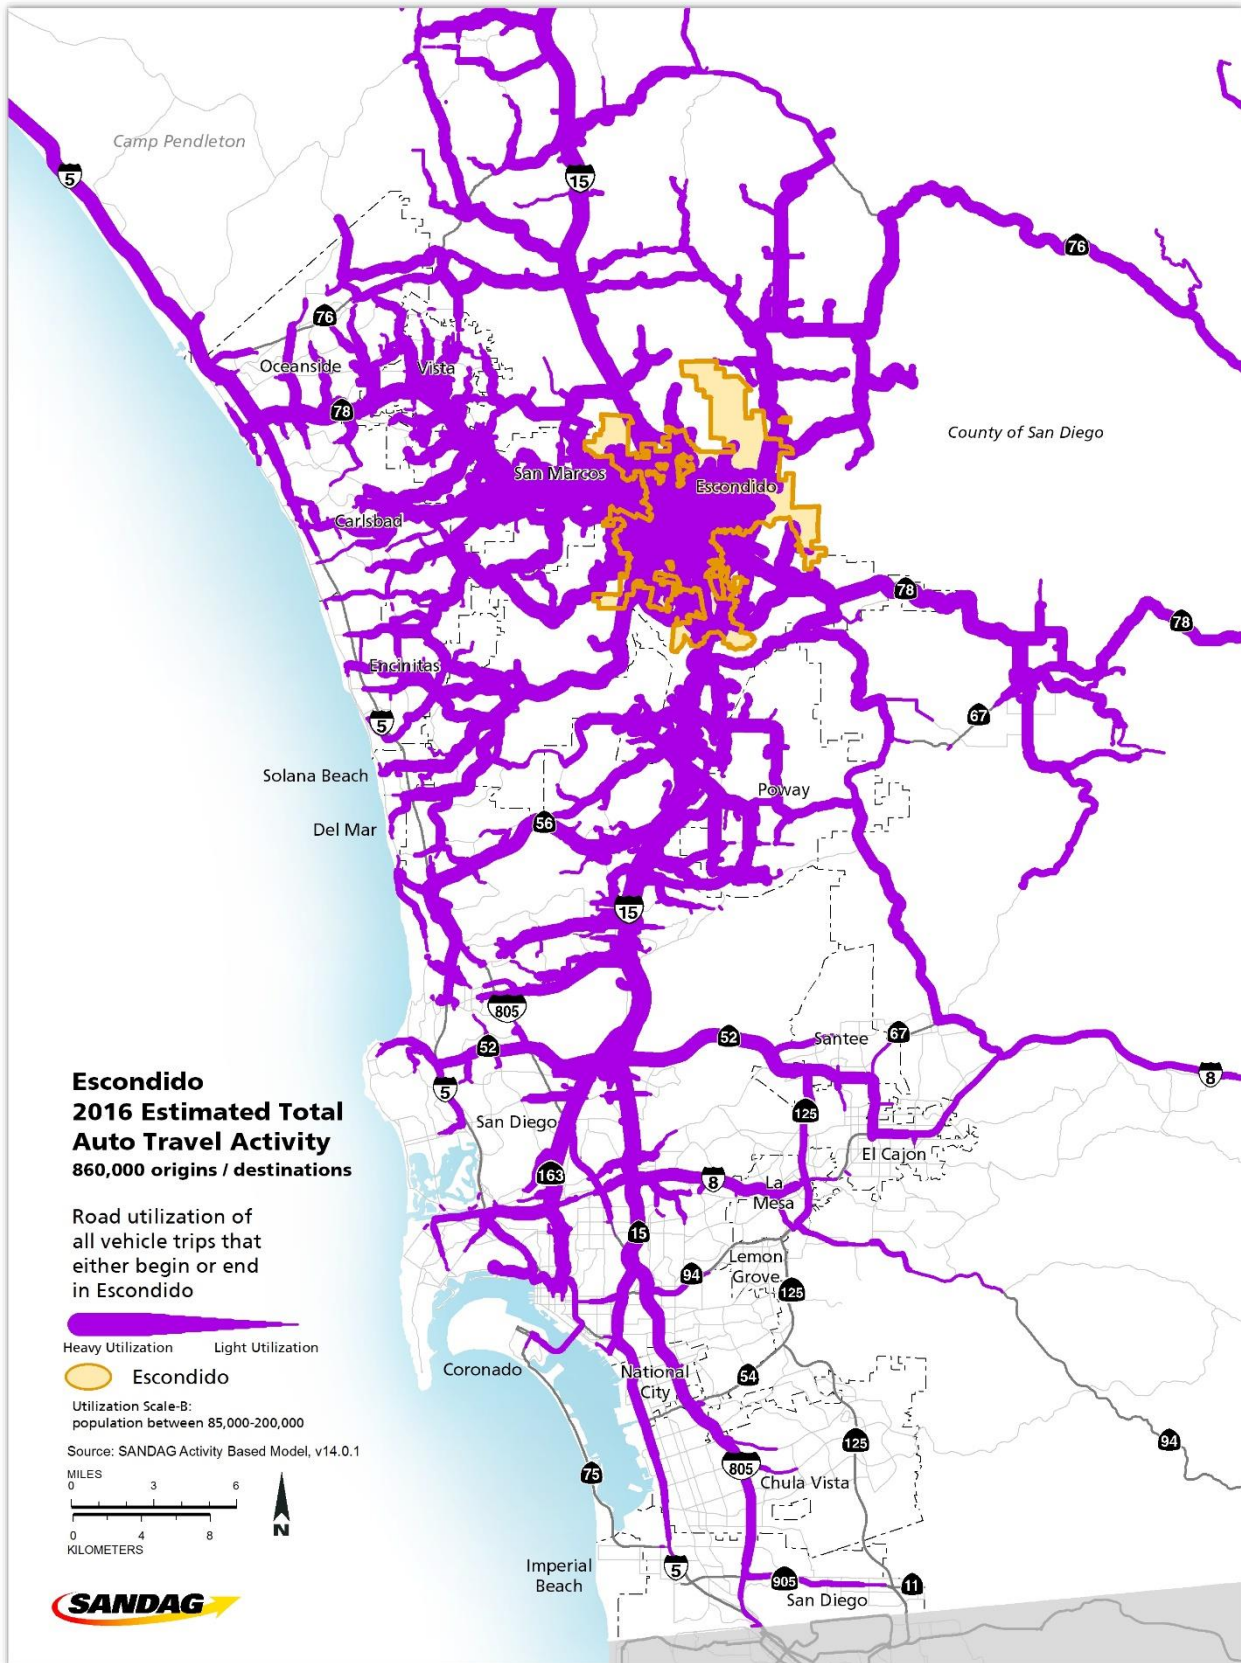 Camp Pendleton
5
15
76
76
Oceanside
Vista
78
County of San Diego
San Marcos
Escondido
Carlsbad
78
78
Encinitas
67
5
Solana Beach
Poway
Del Mar
56
15
805
52
Santee
67
52
8
5
125
San Diego
El Cajon
163
8
La
Mesa
15
Lemon
Grove
94
125
Coronado
National
City
54
125
94
805
75
Chula Vista
Imperial
Beach
5
905
11
San Diego
Escondido
2016 Estimated Total
Auto Travel Activity
860,000 origins / destinations
Road utilization of
all vehicle trips that
either begin or end
in Escondido
Heavy Utilization Light Utilization
Escondido
Utilization Scale-B:
population between 85,000-200,000
Source: SANDAG Activity Based Model, v14.0.1
MILES
0 3 6
0 4 8
KILOMETERS
N
SANDAG